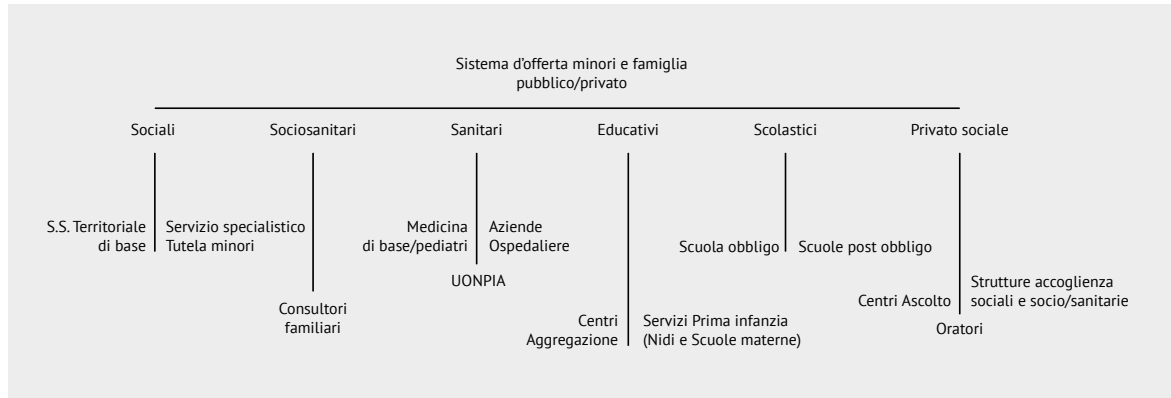 Sistema d'offerta minori e famiglia
pubblico/privato
Sociali
Sociosanitari
Sanitari
Educativi
Scolastici
Privato sociale
S.S. Territoriale
di base
Servizio specialistico
Tutela minori
Consultori
familiari
Medicina
di base/pediatri
Aziende
Ospedaliere
UONPIA
Centri
Aggregazione
Servizi Prima infanzia
(Nidi e Scuole materne)
Scuola obbligo
Scuole post obbligo
Centri Ascolto
Strutture accoglienza
sociali e socio/sanitarie
Oratori